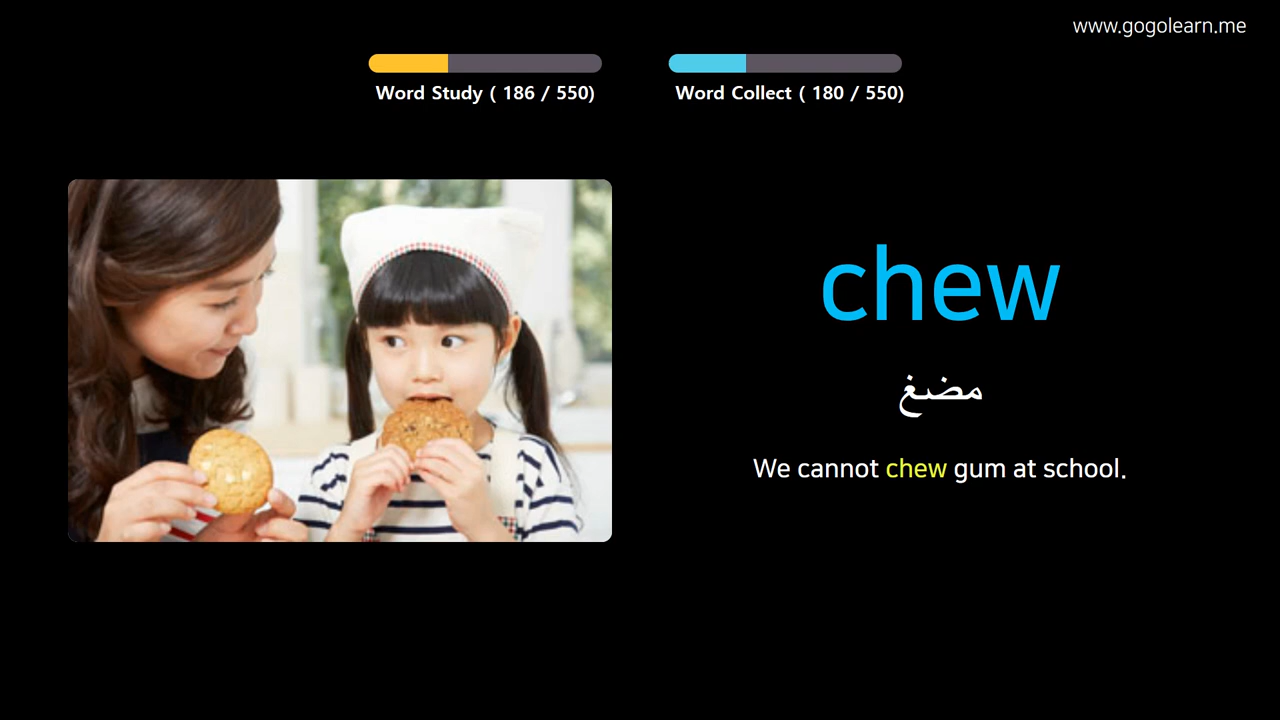 www.gogolearn.me
Word Study ( 186 / 550)
Word Collect ( 180 / 550)
chew
مضغ
We cannot chew gum at school.